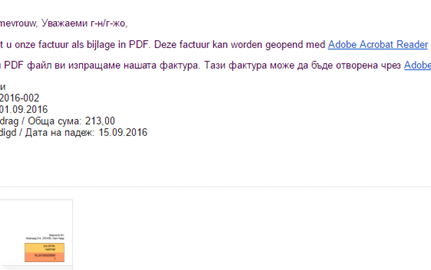 mevrouw, Уважаеми г-н/г-жо,
t u onze factuur als bijlage in PDF. Deze factuur kan worden geopend med Adobe Acrobat Reader
PDF файл ви изпращаме нашата фактура. Тази фактура може да бъде отворена чрез Adobe
и
2016-002
01.09.2016
drag / Обща сума: 213,00
digd / Дата на падеж: 15.09.2016